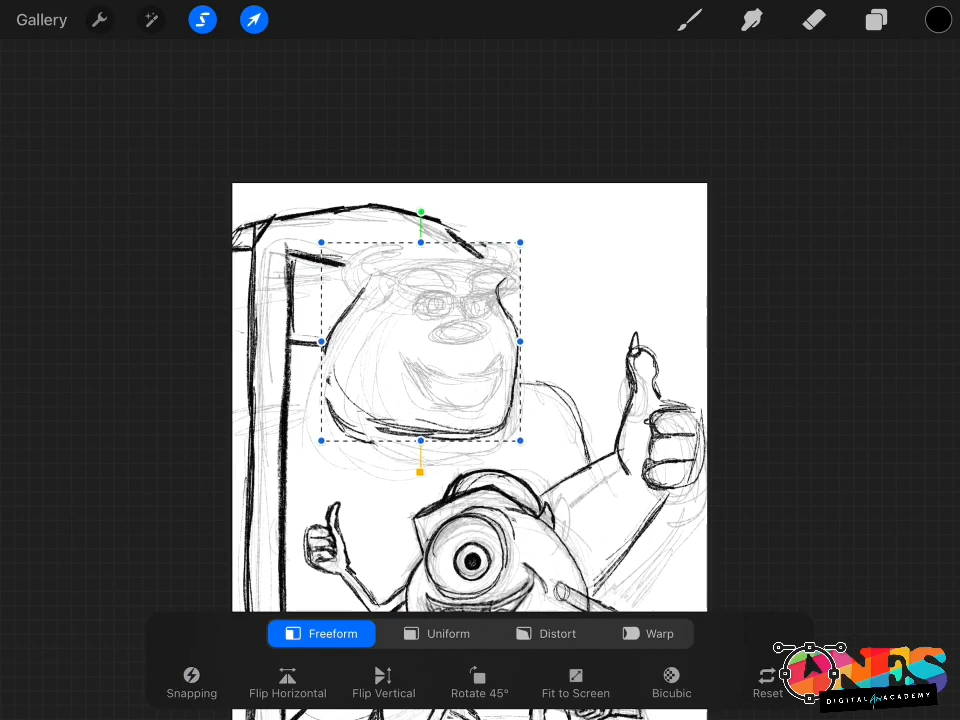 Gallery
Freeform Uniform Distort Warp
Snapping Flip Horizontal Flip Vertical Rotate 45° Fit to Screen Bicubic Reset
DIGITAL ACADEMY